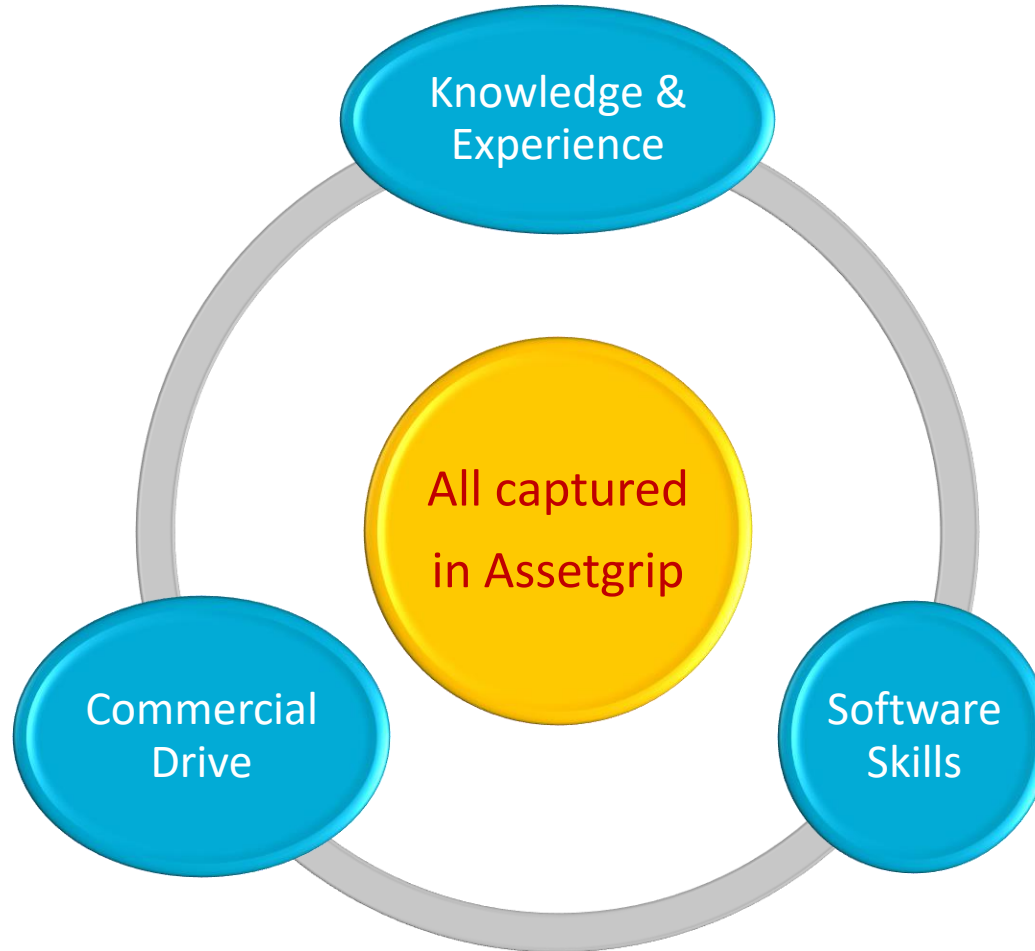 Knowledge &
Experience
All captured
in Assetgrip
Commercial
Drive
Software
Skills